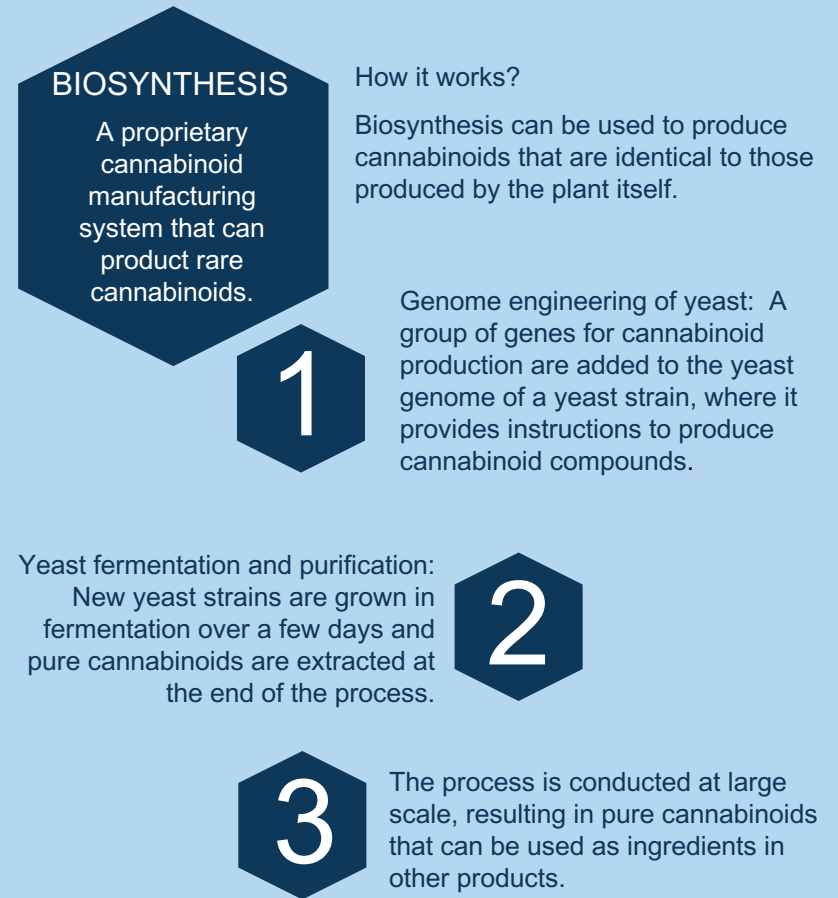 BIOSYNTHESIS
A proprietary
cannabinoid
manufacturing
system that can
product rare
cannabinoids.
How it works?
Biosynthesis can be used to produce
cannabinoids that are identical to those
produced by the plant itself.
1
Genome engineering of yeast:  A
group of genes for cannabinoid
production are added to the yeast
genome of a yeast strain, where it
provides instructions to produce
cannabinoid compounds.
Yeast fermentation and purification:
New yeast strains are grown in
fermentation over a few days and
pure cannabinoids are extracted at
the end of the process.
2
3
The process is conducted at large
scale, resulting in pure cannabinoids
that can be used as ingredients in
other products.